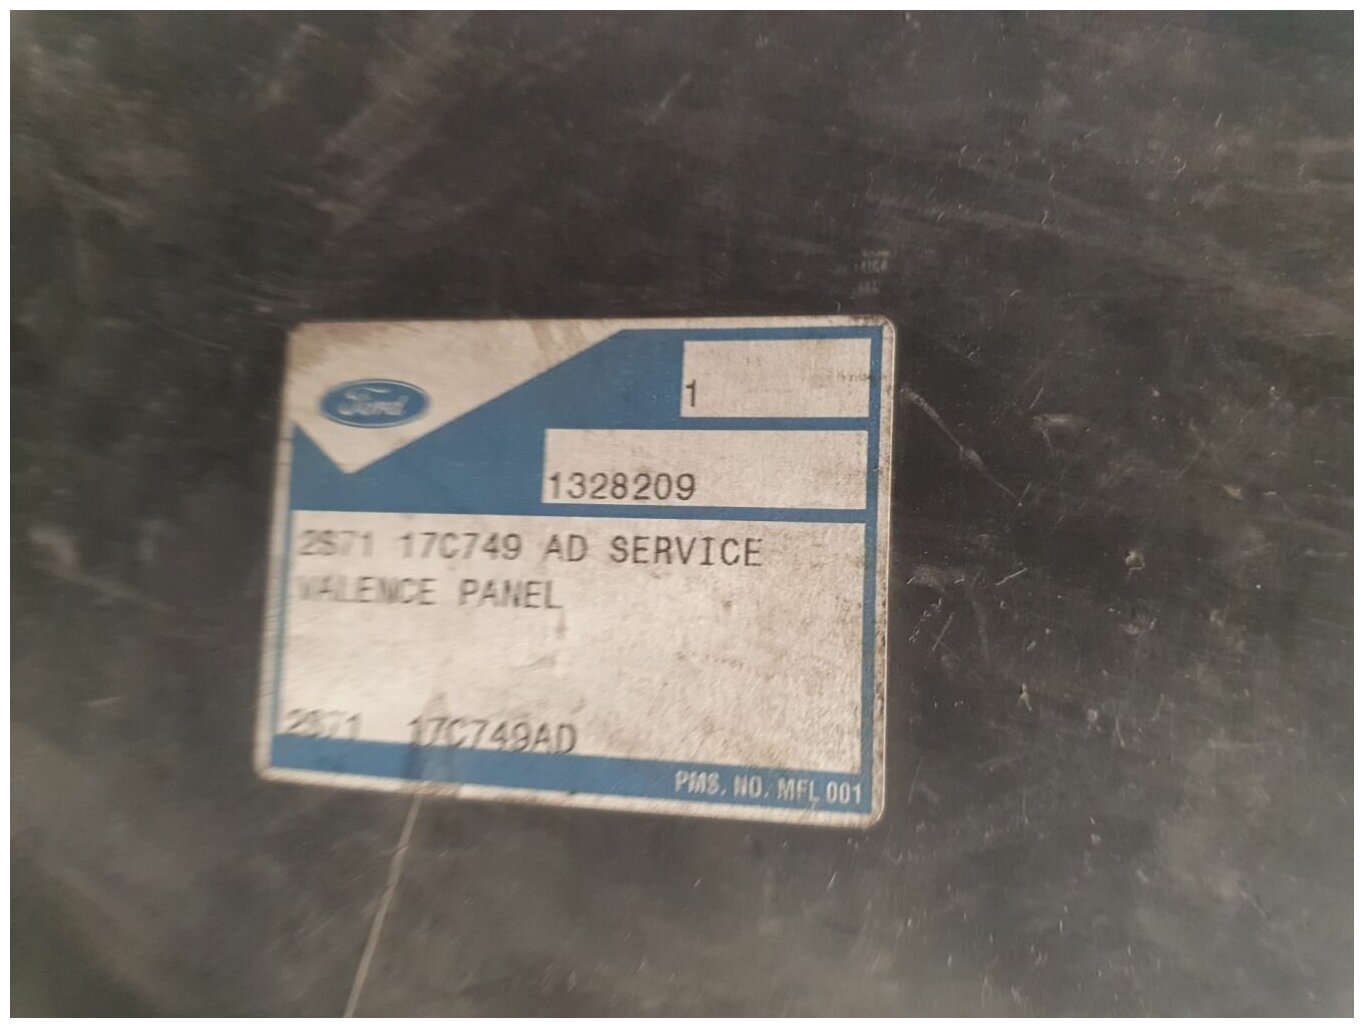 Ford
1
1328209
2S71 17C749 AD SERVICE
VALENCE PANEL
2S71 17C749AD
PMS. NO. MFL 001